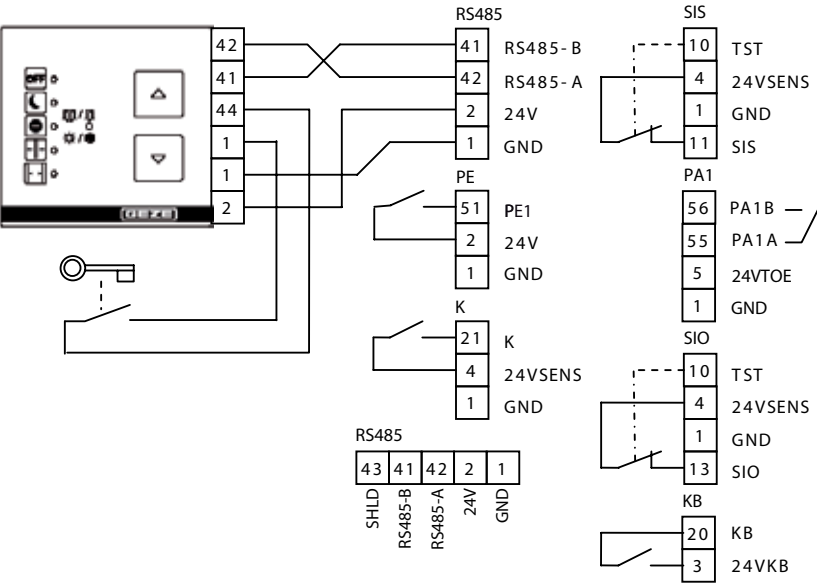 OFF
GEZE
42
41
44
1
1
2
RS485
41 RS485-B
42 RS485-A
2 24V
1 GND
PE
51 PE1
2 24V
1 GND
K
21 K
4 24VSENS
1 GND
RS485
43 41 42 2 1
SHLD RS485-B RS485-A 24V GND
SIS
10 TST
4 24VSENS
1 GND
11 SIS
PA1
56 PA1B
55 PA1A
5 24VTOE
1 GND
SIO
10 TST
4 24VSENS
1 GND
13 SIO
KB
20 KB
3 24VKB